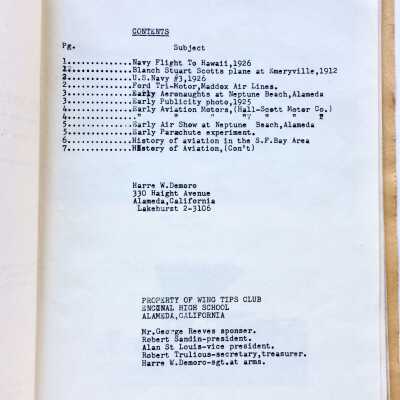 CONTENTS
Pg. Subject
1..............Navy Flight To Hawaii,1926
2..............Blanch Stuart Scotts plane at Emeryville,1912
2..............U.S.Navy #3,1926
2..............Ford Tri-Motor,Maddox Air Lines.
3..............Early Aeronaughts at Neptune Beach,Alameda
3..............Early Publicity photo,1925
4..............Early Aviation Motors,(Hall-Scott Motor Co.)
4.............. " " " " " "
5..............Early Air Show at Neptune Beach,Alameda
5..............Early Parachute experiment.
6..............History of aviation in the S.F.Bay Area
7..............History of Aviation,(Con't)
Harre W.Demoro
330 Haight Avenue
Alameda,California
Lakehurst 2-3106
PROPERTY OF WING TIPS CLUB
ENCINAL HIGH SCHOOL
ALAMEDA,CALIFORNIA
Mr.George Reeves sponser.
Robert Sandin-president.
Alan St Louis-vice president.
Robert Trulious-secretary,treasurer.
Harre W.Demoro-sgt.at arms.